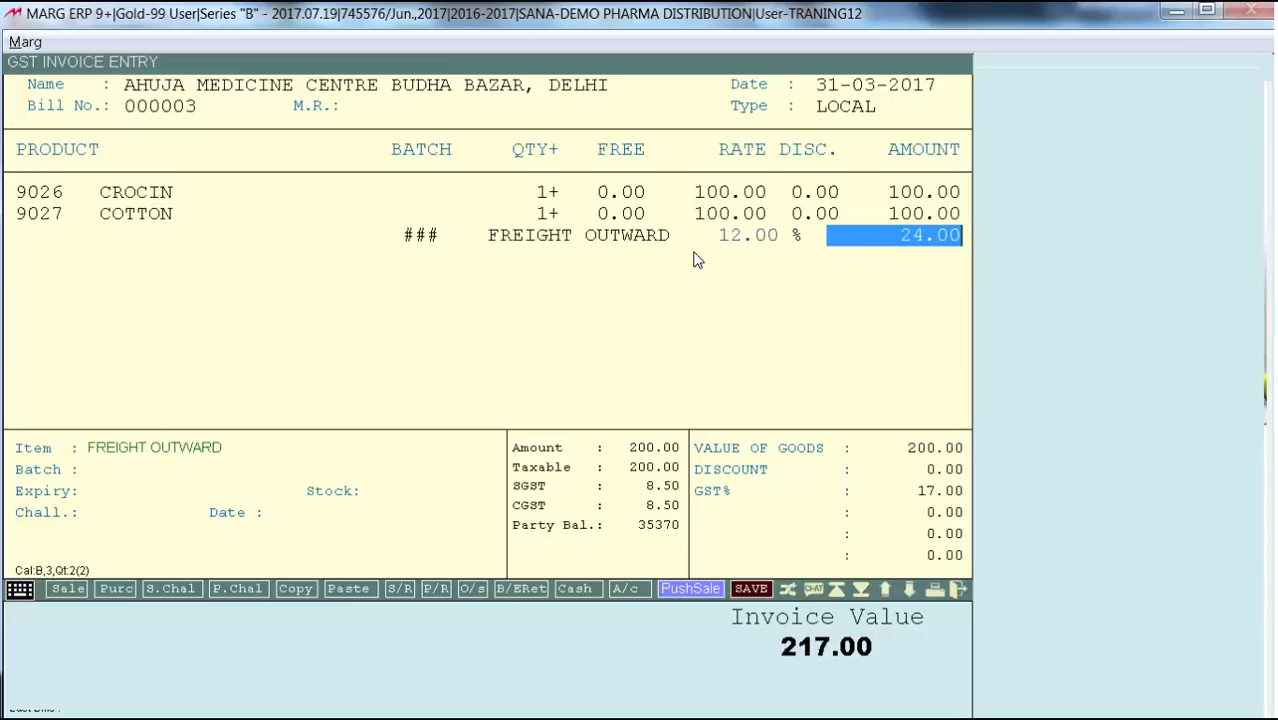 MARG ERP 9+|Gold-99 User|Series "B" - 2017.07.19|745576/Jun.,2017|2016-2017|SANA-DEMO PHARMA DISTRIBUTION|User-TRANING12
Marg
GST INVOICE ENTRY
Name : AHUJA MEDICINE CENTRE BUDHA BAZAR, DELHI Date : 31-03-2017
Bill No.: 000003 M.R.: Type : LOCAL
PRODUCT BATCH QTY+ FREE RATE DISC. AMOUNT
9026 CROCIN 1+ 0.00 100.00 0.00 100.00
9027 COTTON 1+ 0.00 100.00 0.00 100.00
### FREIGHT OUTWARD 12.00 % 24.00
Item : FREIGHT OUTWARD Amount : 200.00 VALUE OF GOODS : 200.00
Batch : Taxable : 200.00 DISCOUNT : 0.00
Expiry: Stock: SGST : 8.50 GST% : 17.00
Chall.: Date : CGST : 8.50 : 0.00
Party Bal.: 35370 : 0.00
: 0.00
Cal:B,3,Qt:2(2)
Sale Purc S.Chal P.Chal Copy Paste S/R P/R O/s B/ERet Cash A/c PushSale SAVE CHAT
Invoice Value
217.00